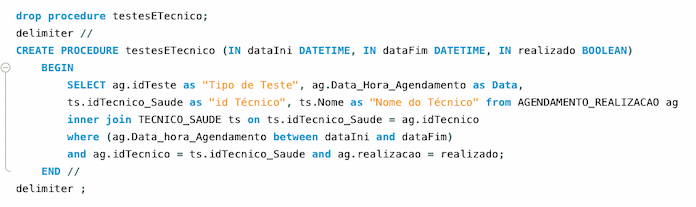 drop procedure testesETecnico;
delimiter //
CREATE PROCEDURE testesETecnico (IN dataIni DATETIME, IN dataFim DATETIME, IN realizado BOOLEAN)
BEGIN
SELECT ag.idTeste as "Tipo de Teste", ag.Data_Hora_Agendamento as Data,
ts.idTecnico_Saude as "id Técnico", ts.Nome as "Nome do Técnico" from AGENDAMENTO_REALIZACAO ag
inner join TECNICO_SAUDE ts on ts.idTecnico_Saude = ag.idTecnico
where (ag.Data_hora_Agendamento between dataIni and dataFim)
and ag.idTecnico = ts.idTecnico_Saude and ag.realizacao = realizado;
END //
delimiter ;